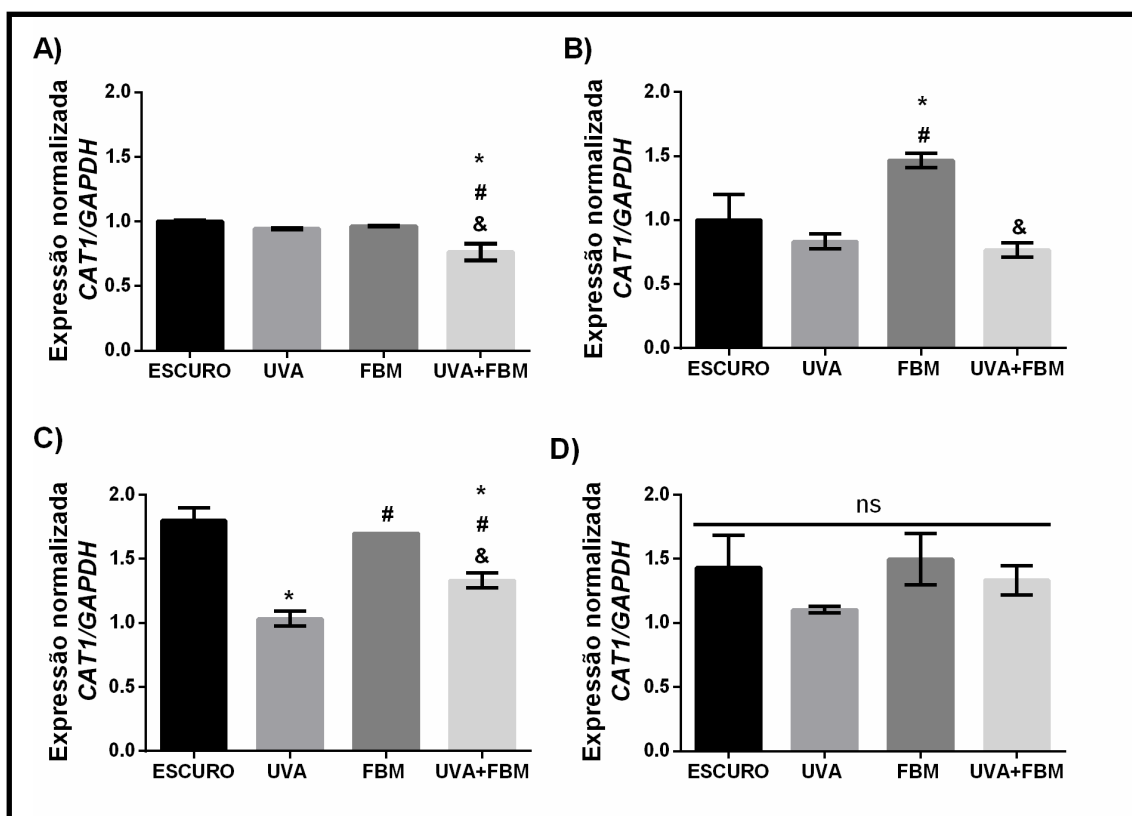 A)
Expressão normalizada
CAT1/GAPDH
2.0
1.5
1.0
0.5
0.0
*
#
&
ESCURO UVA FBM UVA+FBM
B)
Expressão normalizada
CAT1/GAPDH
2.0
1.5
1.0
0.5
0.0
*
#
&
ESCURO UVA FBM UVA+FBM
C)
Expressão normalizada
CAT1/GAPDH
2.0
1.5
1.0
0.5
0.0
*
#
*
#
&
ESCURO UVA FBM UVA+FBM
D)
Expressão normalizada
CAT1/GAPDH
2.0
1.5
1.0
0.5
0.0
ns
ESCURO UVA FBM UVA+FBM